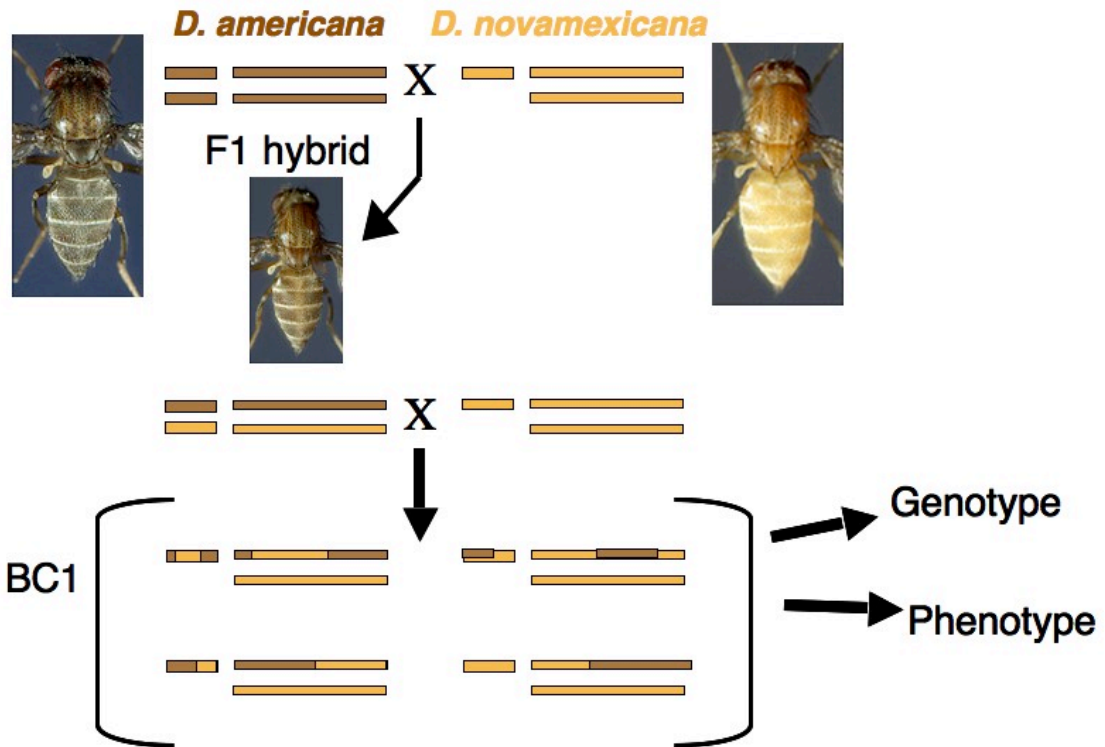 D. americana D. novamexicana
X
F1 hybrid
X
BC1
Genotype
Phenotype